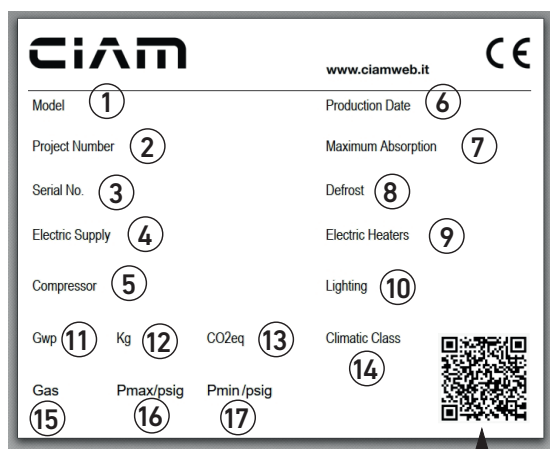 CiAM
www.ciamweb.it CE
Model 1 Production Date 6
Project Number 2 Maximum Absorption 7
Serial No. 3 Defrost 8
Electric Supply 4 Electric Heaters 9
Compressor 5 Lighting 10
Gwp 11 Kg 12 CO2eq 13 Climatic Class
14
Gas Pmax/psig Pmin/psig
15 16 17